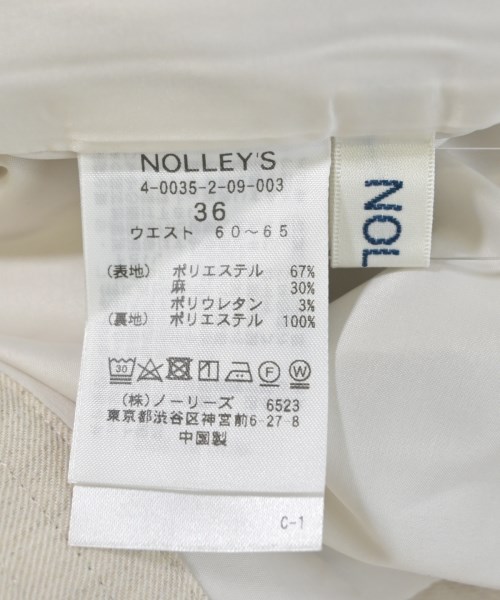 NOLLEY'S
4-0035-2-09-003
36
ウエスト 60〜65
(表地) ポリエステル 67%
麻 30%
ポリウレタン 3%
(裏地) ポリエステル 100%
30 F W
(株)ノーリーズ 6523
東京都渋谷区神宮前6-27-8
中国製
C-1
NOL